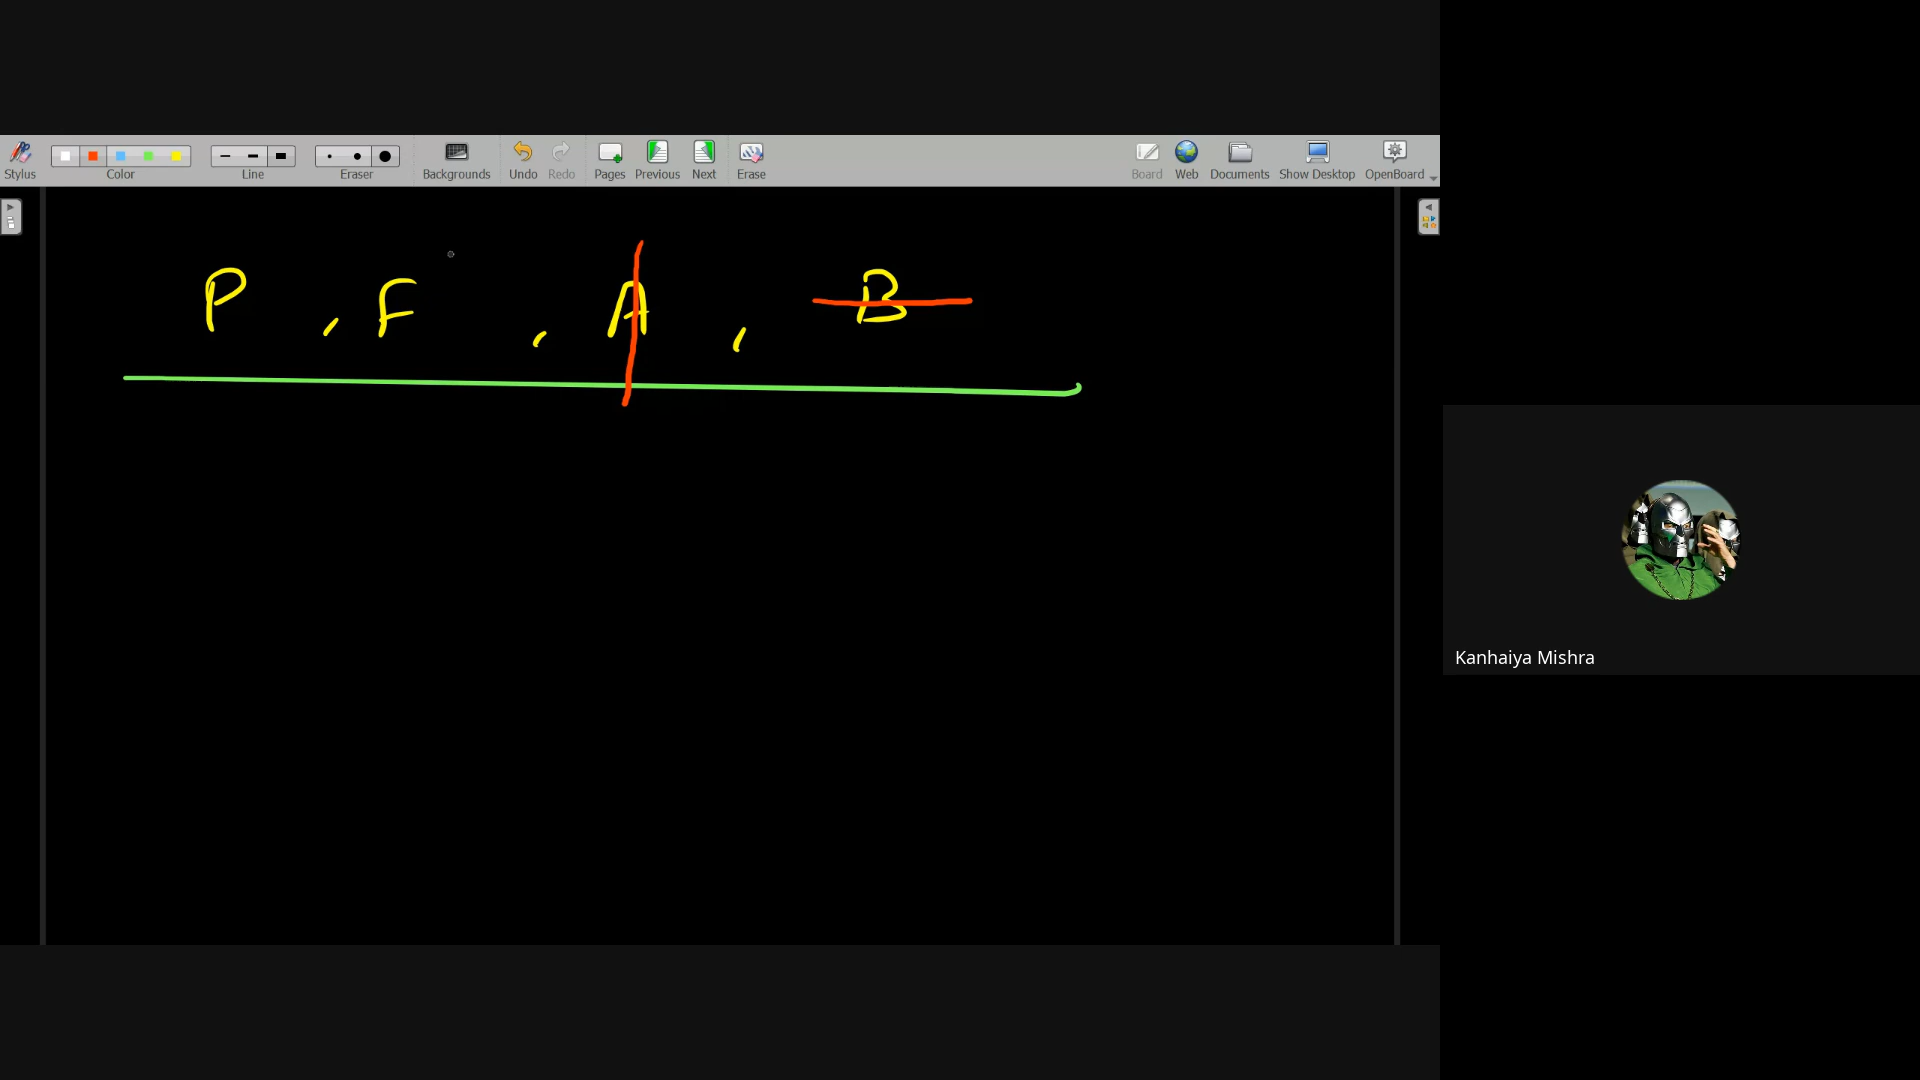 Stylus Color Line Eraser Backgrounds Undo Redo Pages Previous Next Erase Board Web Documents Show Desktop OpenBoard
P , F , A , B
Kanhaiya Mishra